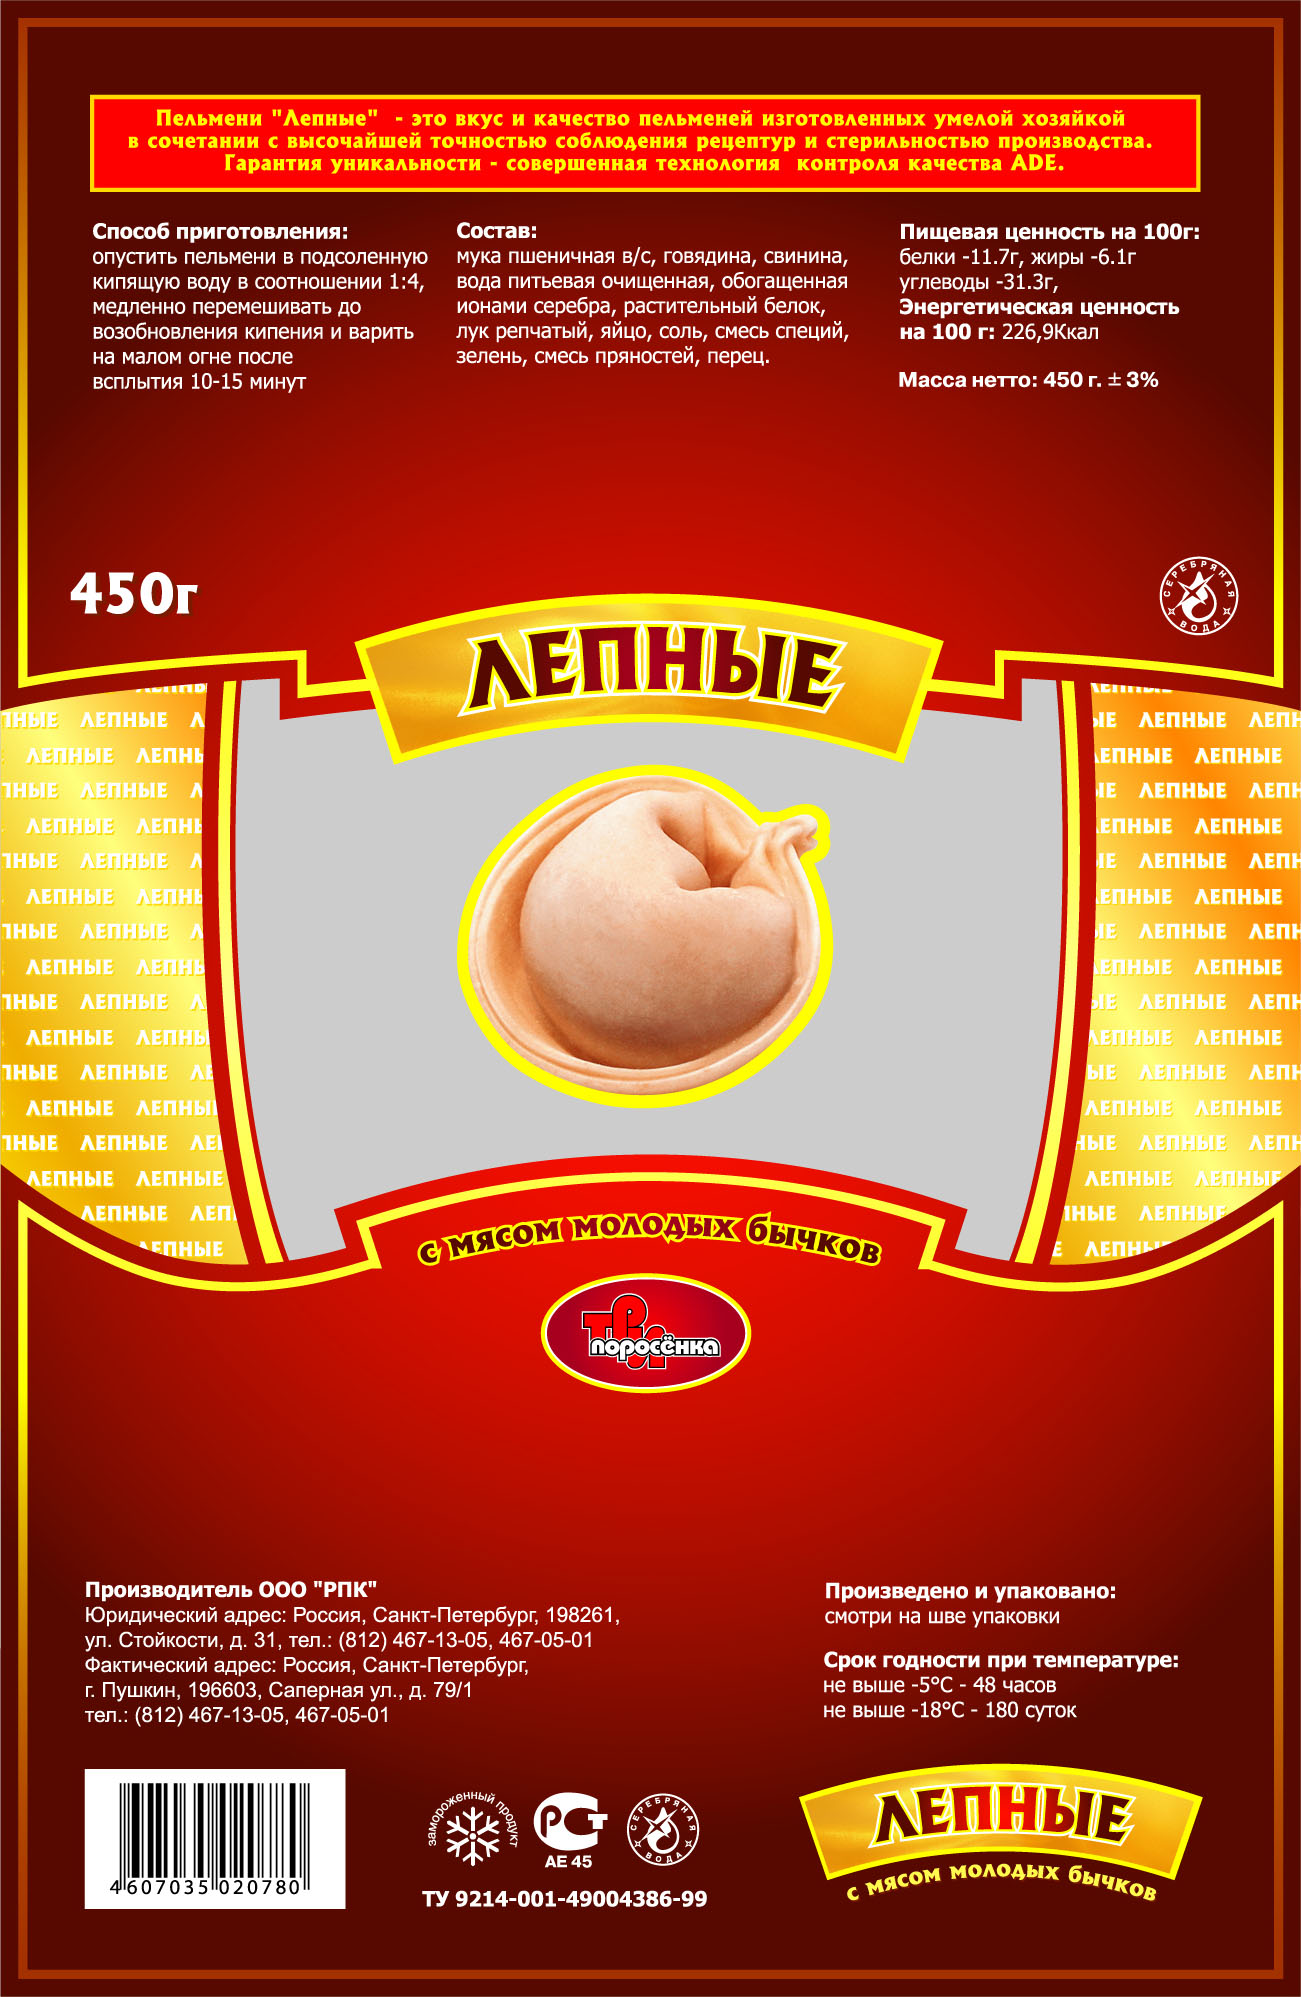 Пельмени "Лепные" - это вкус и качество пельменей изготовленных умелой хозяйкой
в сочетании с высочайшей точностью соблюдения рецептур и стерильностью производства.
Гарантия уникальности - совершенная технология контроля качества ADE.
Способ приготовления:
опустить пельмени в подсоленную
кипящую воду в соотношении 1:4,
медленно перемешивать до
возобновления кипения и варить
на малом огне после
всплытия 10-15 минут
Состав:
мука пшеничная в/с, говядина, свинина,
вода питьевая очищенная, обогащенная
ионами серебра, растительный белок,
лук репчатый, яйцо, соль, смесь специй,
зелень, смесь пряностей, перец.
Пищевая ценность на 100г:
белки -11.7г, жиры -6.1г
углеводы -31.3г,
Энергетическая ценность
на 100 г: 226,9Ккал
Масса нетто: 450 г. ± 3%
450г
СЕРЕБРЯНАЯ
ВОДА
ЛЕПНЫЕ
с мясом молодых бычков
три
поросёнка
Производитель ООО "РПК"
Юридический адрес: Россия, Санкт-Петербург, 198261,
ул. Стойкости, д. 31, тел.: (812) 467-13-05, 467-05-01
Фактический адрес: Россия, Санкт-Петербург,
г. Пушкин, 196603, Саперная ул., д. 79/1
тел.: (812) 467-13-05, 467-05-01
Произведено и упаковано:
смотри на шве упаковки
Срок годности при температуре:
не выше -5°С - 48 часов
не выше -18°С - 180 суток
4 607035 020780
замороженный продукт
РСТ
АЕ 45
СЕРЕБРЯНАЯ
ВОДА
ТУ 9214-001-49004386-99
ЛЕПНЫЕ
с мясом молодых бычков